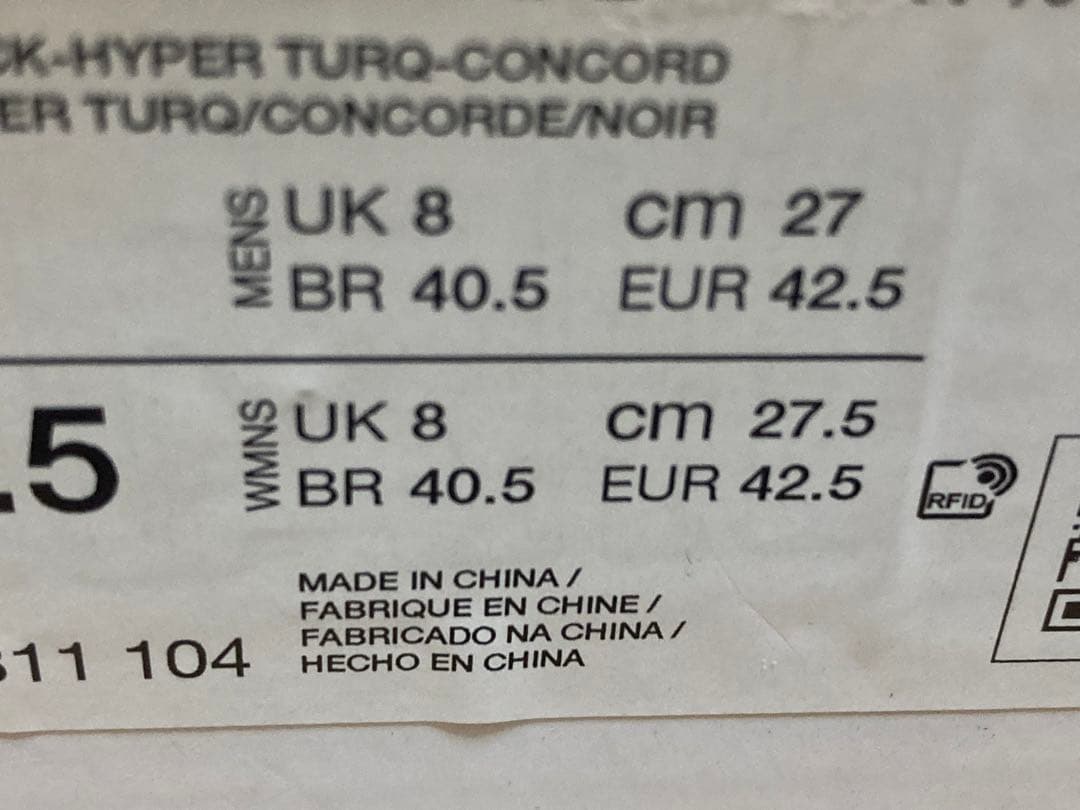 CK-HYPER TURQ-CONCORD
ER TURQ/CONCORDE/NOIR
MENS UK 8 cm 27
BR 40.5 EUR 42.5
.5 WMNS UK 8 cm 27.5
BR 40.5 EUR 42.5
RFID
MADE IN CHINA /
FABRIQUE EN CHINE /
FABRICADO NA CHINA /
11 104 HECHO EN CHINA